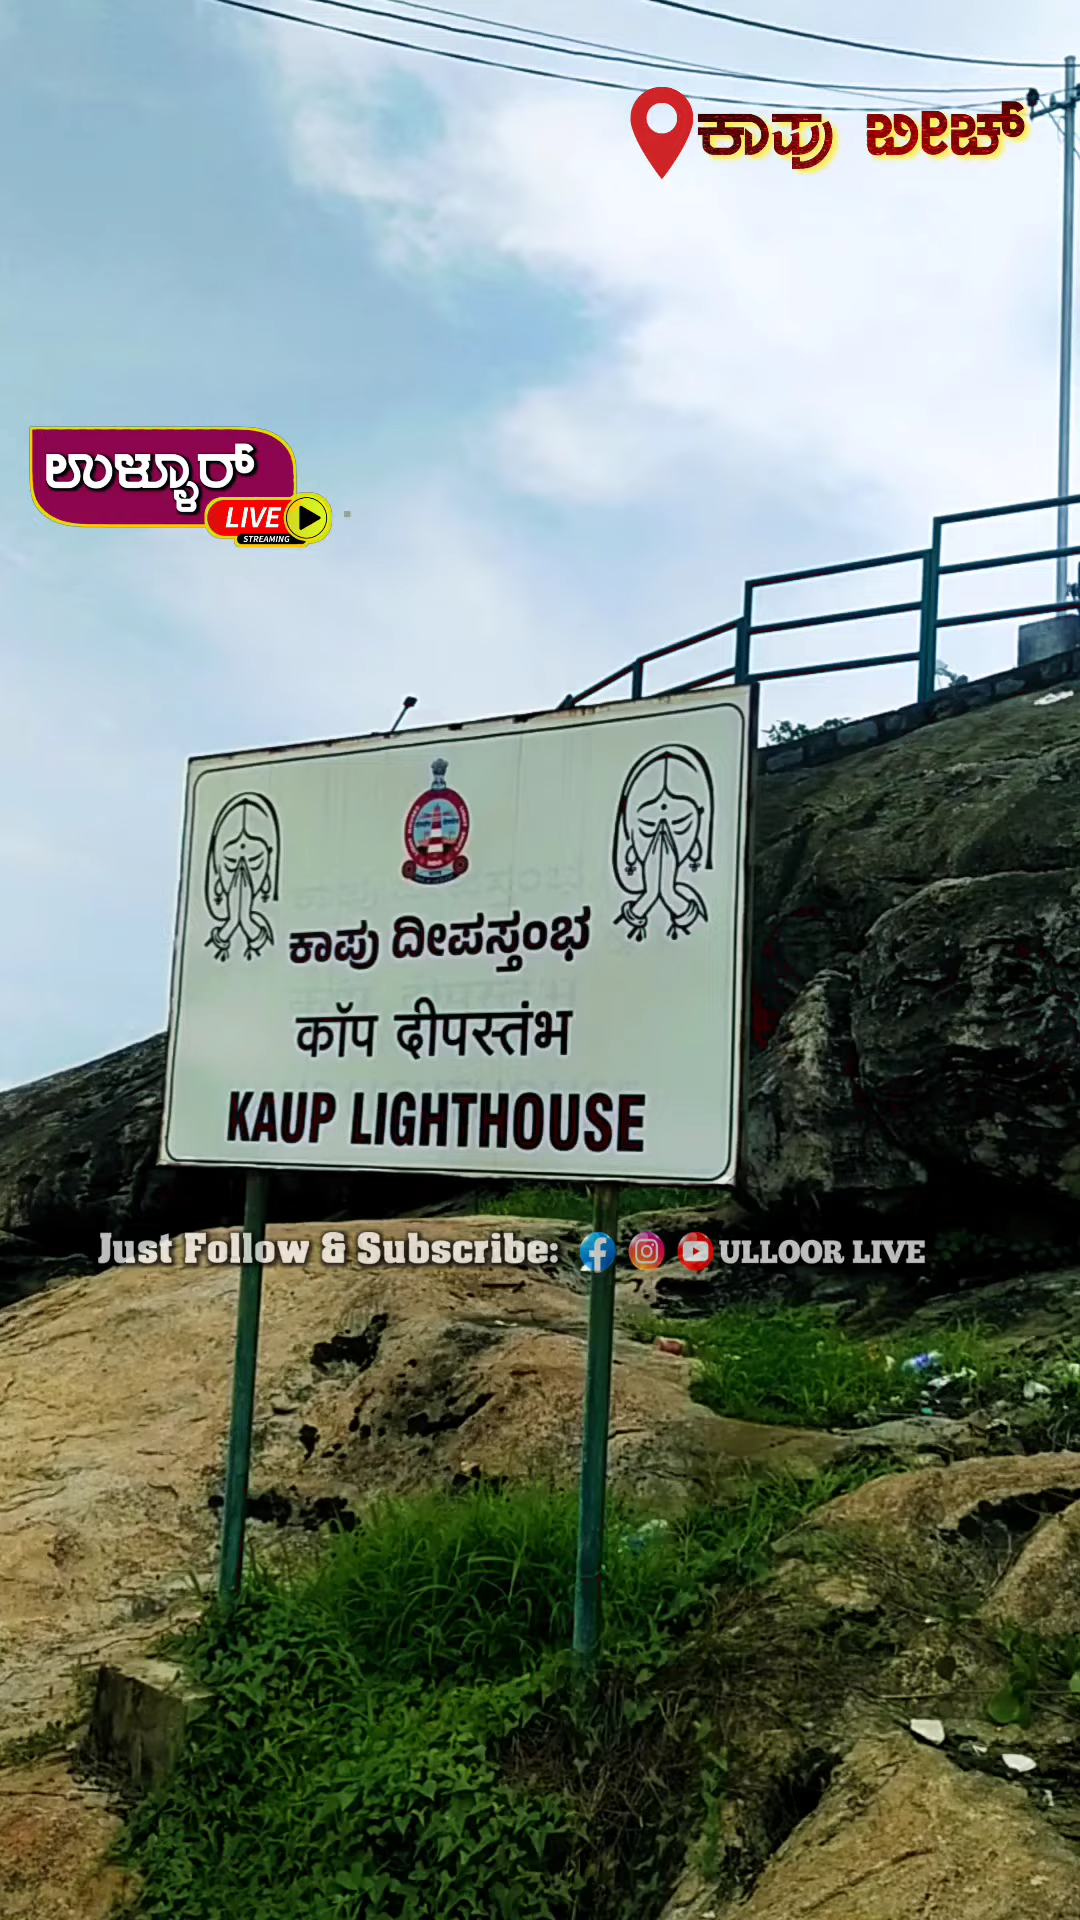 ಕಾಪು ಬೀಚ್
ಉಳ್ಳೂರ್
LIVE
STREAMING
ಕಾಪು ದೀಪಸ್ತಂಭ
कॉप दीपस्तंभ
KAUP LIGHTHOUSE
Just Follow & Subscribe: ULLOOR LIVE